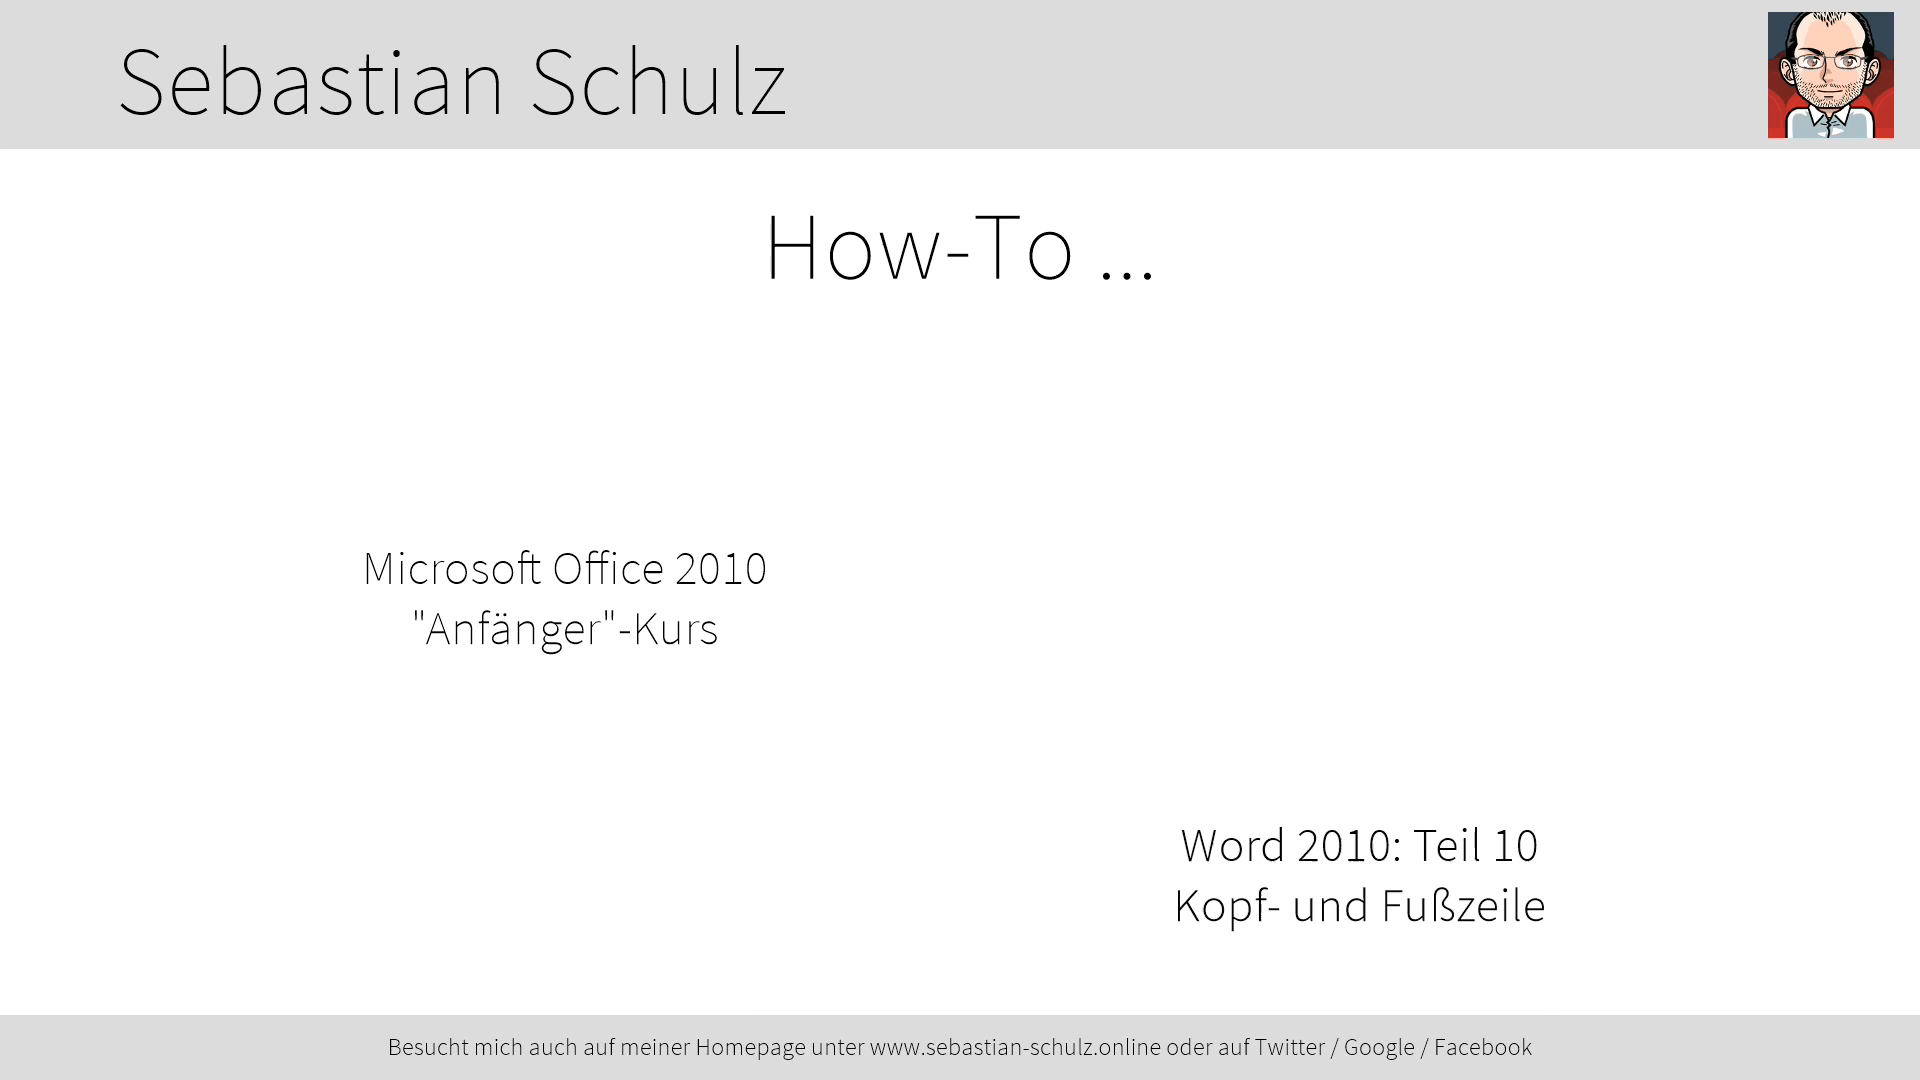 Sebastian Schulz
How-To ...
Microsoft Office 2010
"Anfänger"-Kurs
Word 2010: Teil 10
Kopf- und Fußzeile
Besucht mich auch auf meiner Homepage unter www.sebastian-schulz.online oder auf Twitter / Google / Facebook